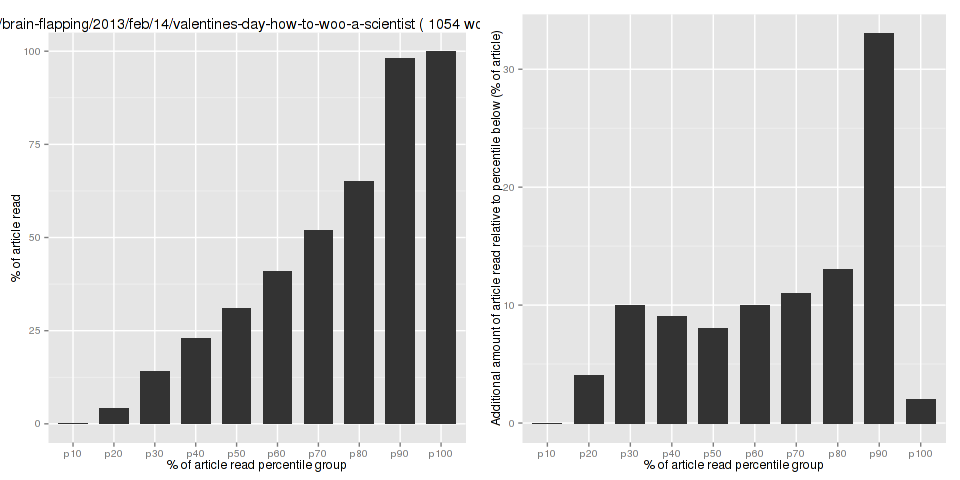 /brain-flapping/2013/feb/14/valentines-day-how-to-woo-a-scientist ( 1054 wo
100
75
50
25
0
% of article read
p10 p20 p30 p40 p50 p60 p70 p80 p90 p100
% of article read percentile group
30
20
10
0
Additional amount of article read relative to percentile below (% of article)
p10 p20 p30 p40 p50 p60 p70 p80 p90 p100
% of article read percentile group